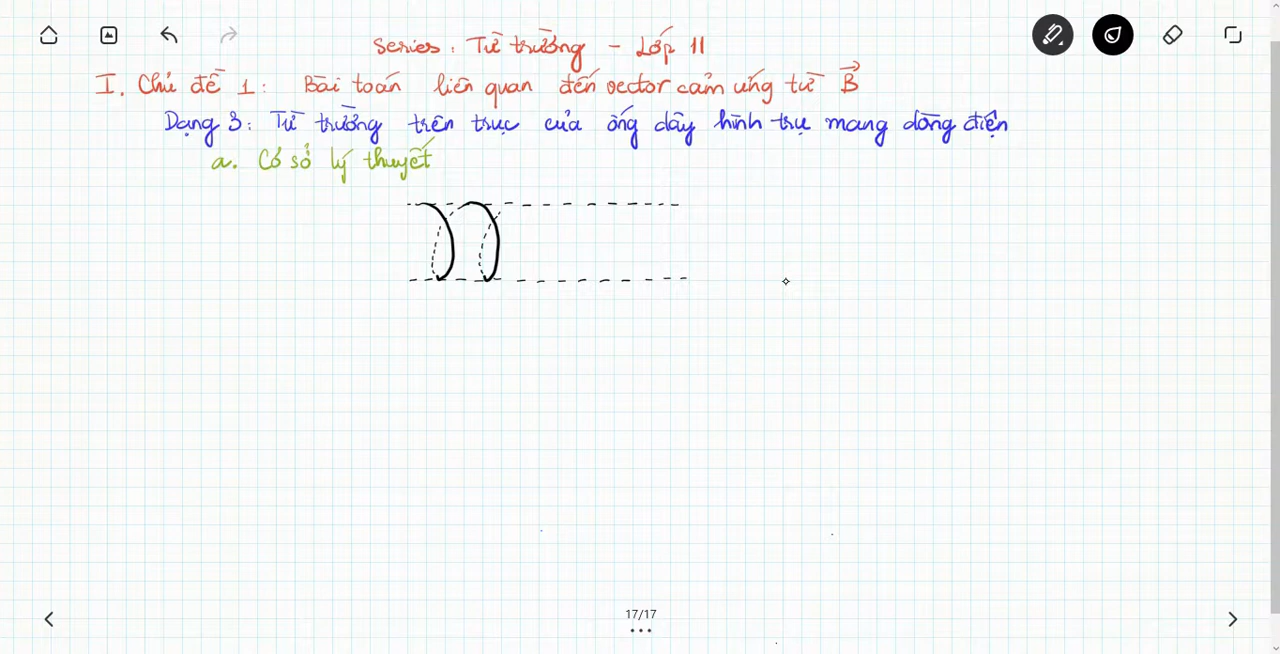 Series: Từ trường - Lớp 11
I. Chủ đề 1: Bài toán liên quan đến vector cảm ứng từ B⃗
Dạng 3: Từ trường trên trục của ống dây hình trụ mang dòng điện
a. Cơ sở lý thuyết
17/17